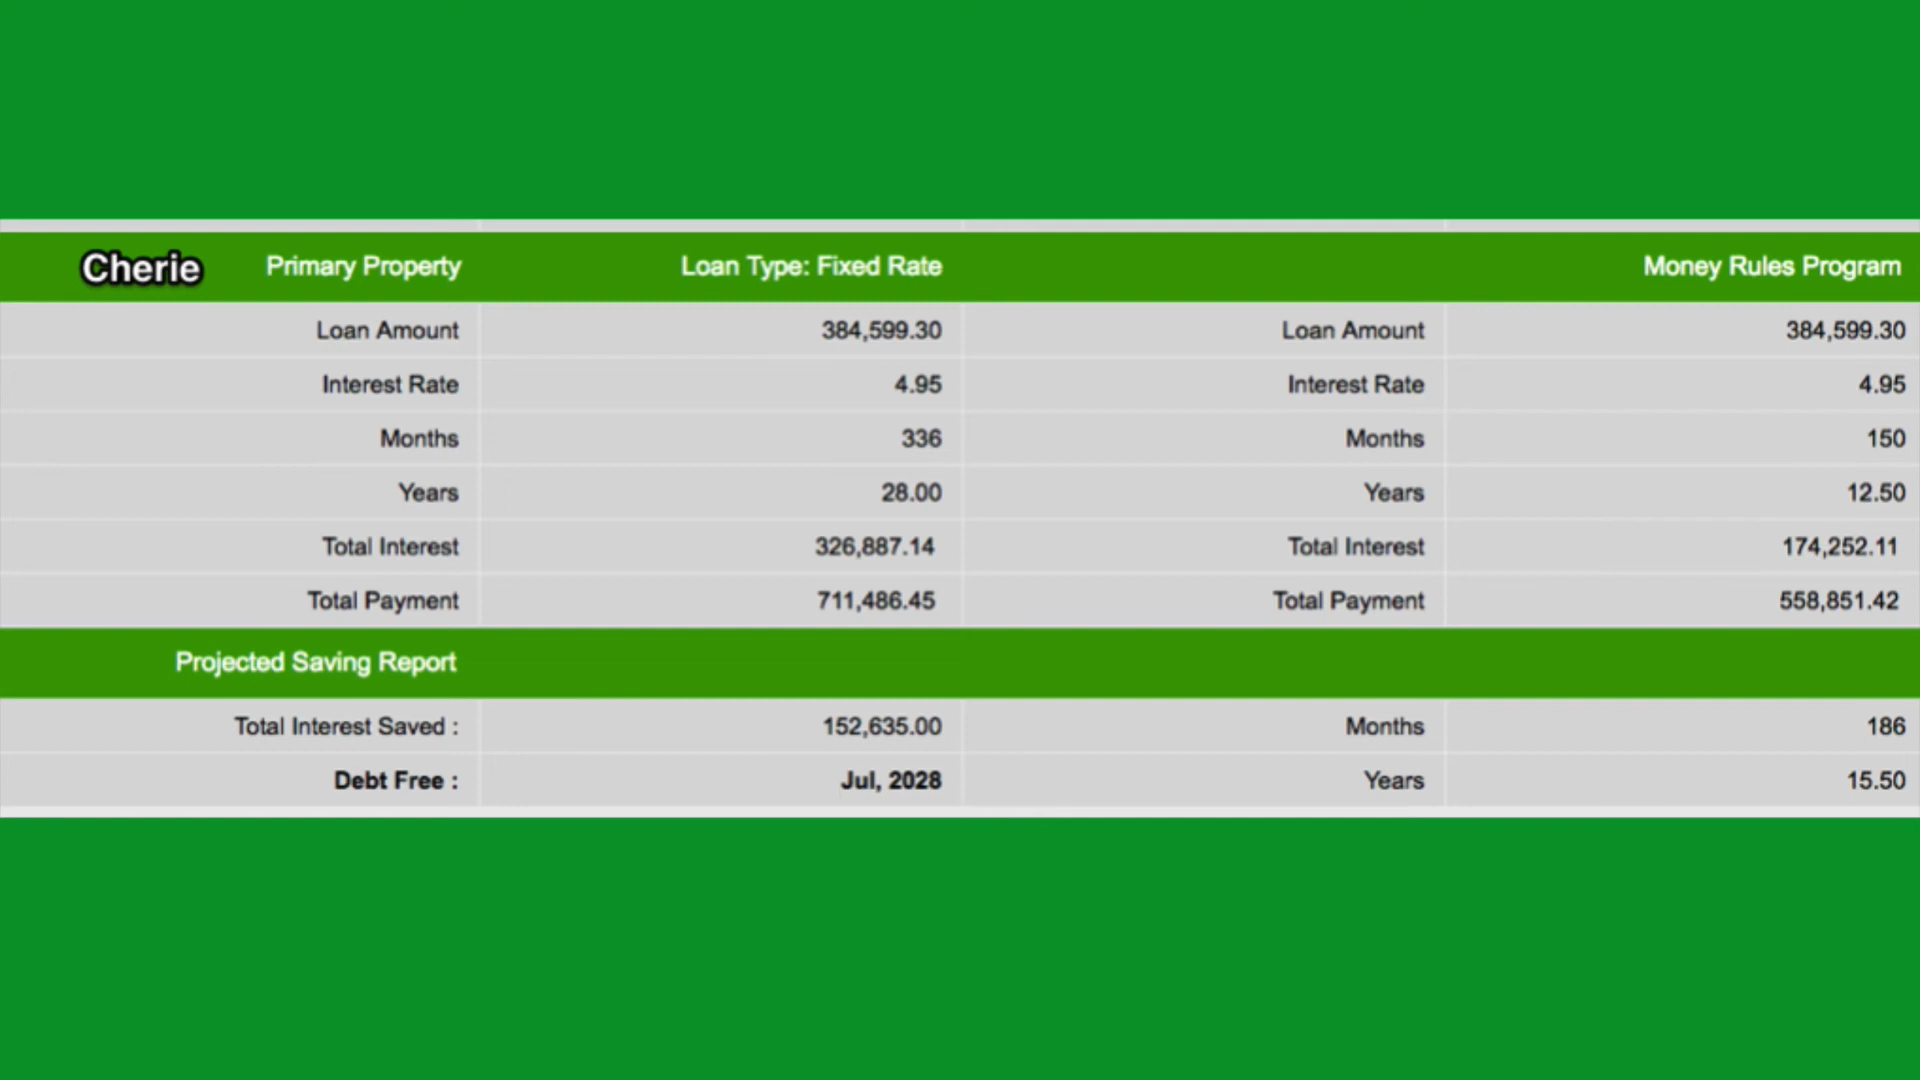 Cherie Primary Property Loan Type: Fixed Rate Money Rules Program
Loan Amount 384,599.30 Loan Amount 384,599.30
Interest Rate 4.95 Interest Rate 4.95
Months 336 Months 150
Years 28.00 Years 12.50
Total Interest 326,887.14 Total Interest 174,252.11
Total Payment 711,486.45 Total Payment 558,851.42
Projected Saving Report
Total Interest Saved : 152,635.00 Months 186
Debt Free : Jul, 2028 Years 15.50